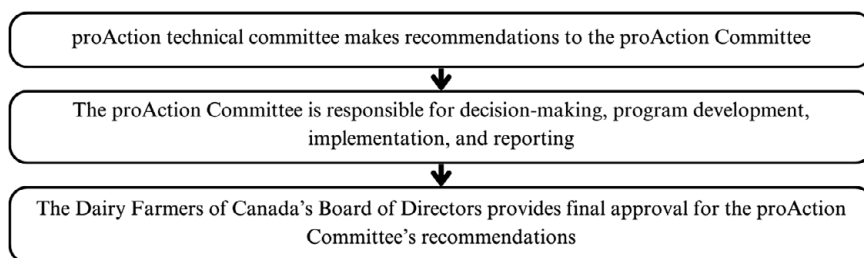 proAction technical committee makes recommendations to the proAction Committee
The proAction Committee is responsible for decision-making, program development,
implementation, and reporting
The Dairy Farmers of Canada’s Board of Directors provides final approval for the proAction
Committee’s recommendations